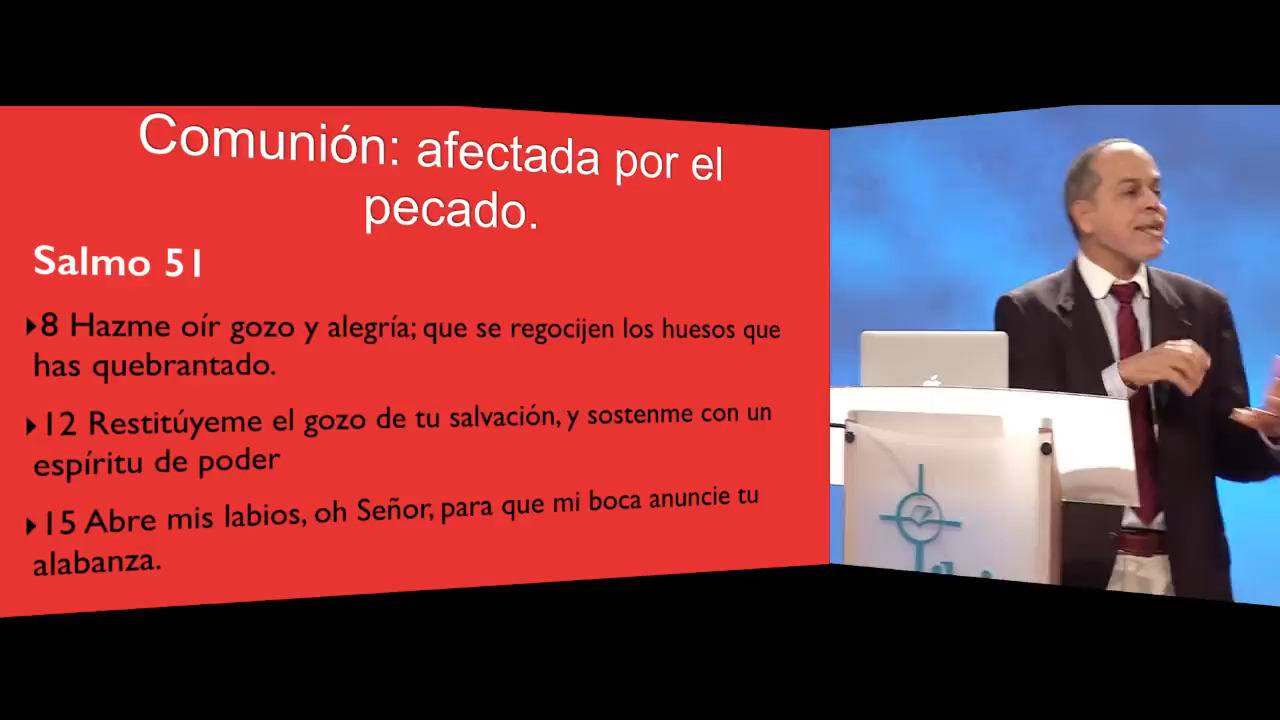 Comunión: afectada por el
pecado.
Salmo 51
8 Hazme oír gozo y alegría; que se regocijen los huesos que
has quebrantado.
12 Restitúyeme el gozo de tu salvación, y sostenme con un
espíritu de poder
15 Abre mis labios, oh Señor, para que mi boca anuncie tu
alabanza.